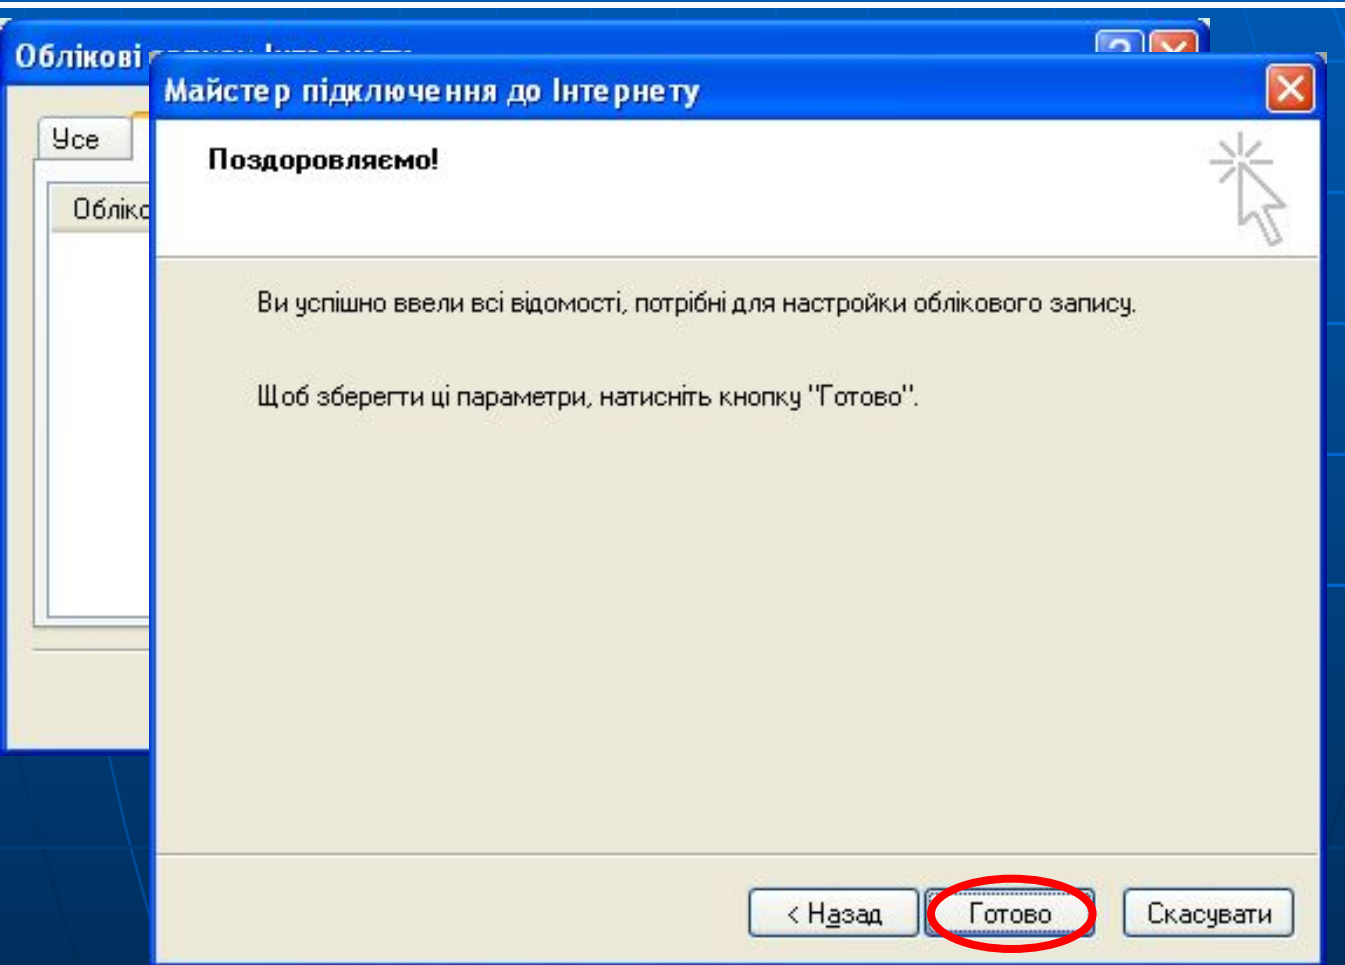 Облікові
Майстер підключення до Інтернету
Усе
Поздоровляємо!
Ви успішно ввели всі відомості, потрібні для настройки облікового запису.
Щоб зберегти ці параметри, натисніть кнопку "Готово".
< Назад
Готово
Скасувати